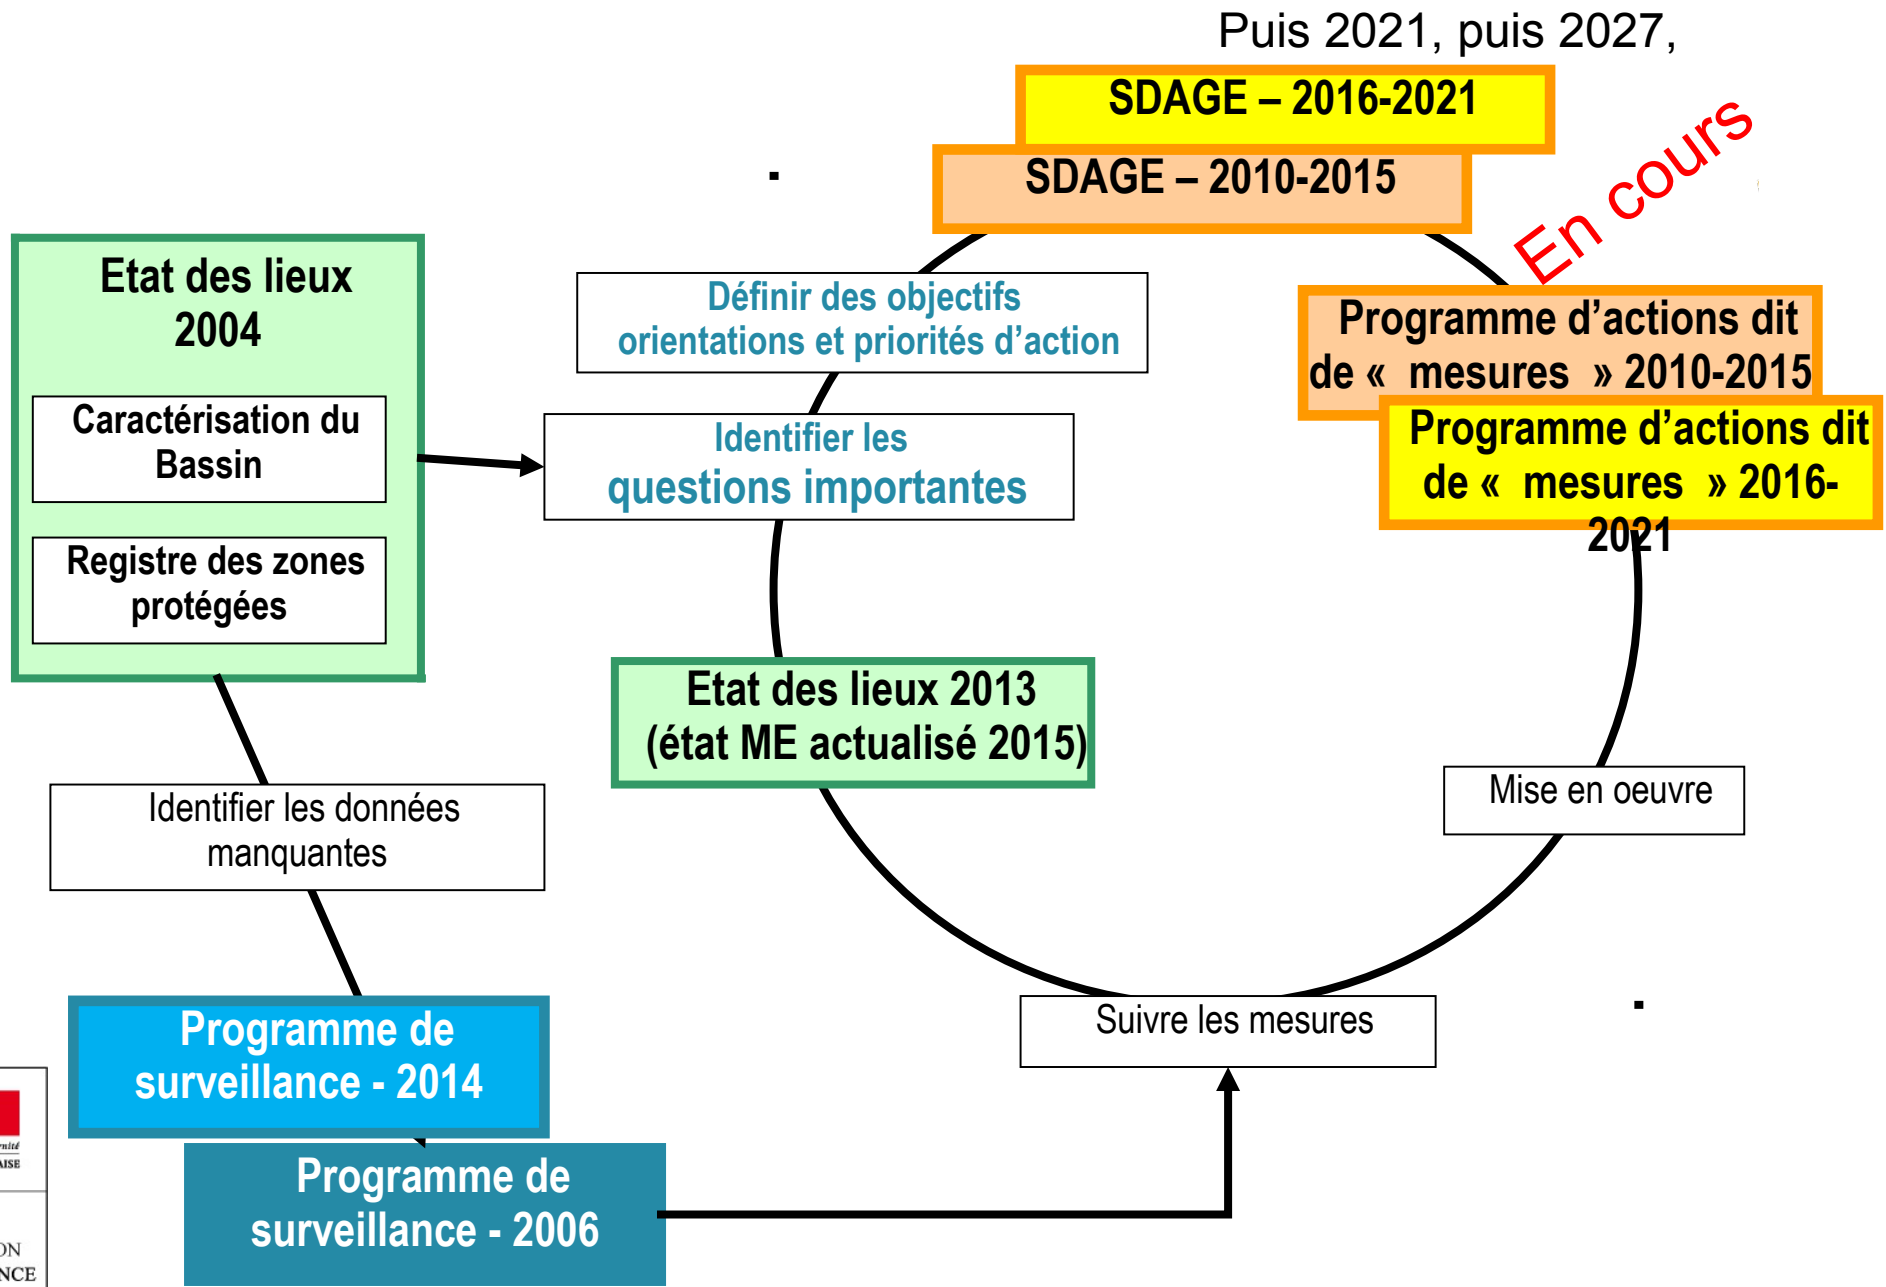 Puis 2021, puis 2027,
SDAGE – 2016-2021
SDAGE – 2010-2015
En cours
Etat des lieux
2004
Caractérisation du
Bassin
Registre des zones
protégées
Définir des objectifs
orientations et priorités d’action
Identifier les
questions importantes
Programme d’actions dit
de « mesures » 2010-2015
Programme d’actions dit
de « mesures » 2016-
2021
Etat des lieux 2013
(état ME actualisé 2015)
Identifier les données
manquantes
Mise en oeuvre
Suivre les mesures
Programme de
surveillance - 2014
Programme de
surveillance - 2006